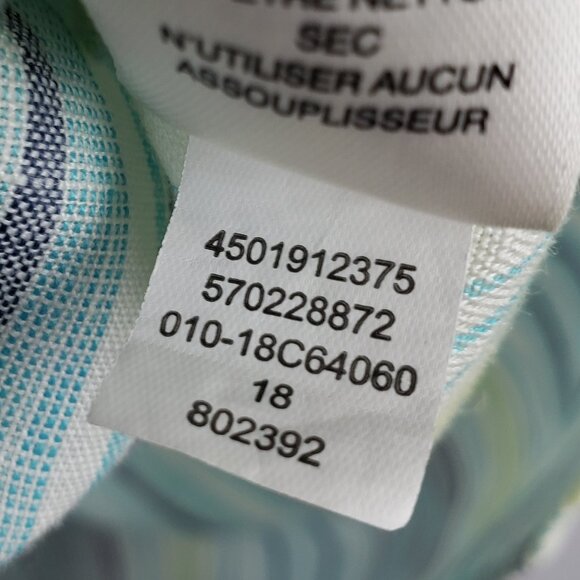 SEC
N'UTILISER AUCUN
ASSOUPLISSEUR
4501912375
570228872
010-18C64060
18
802392